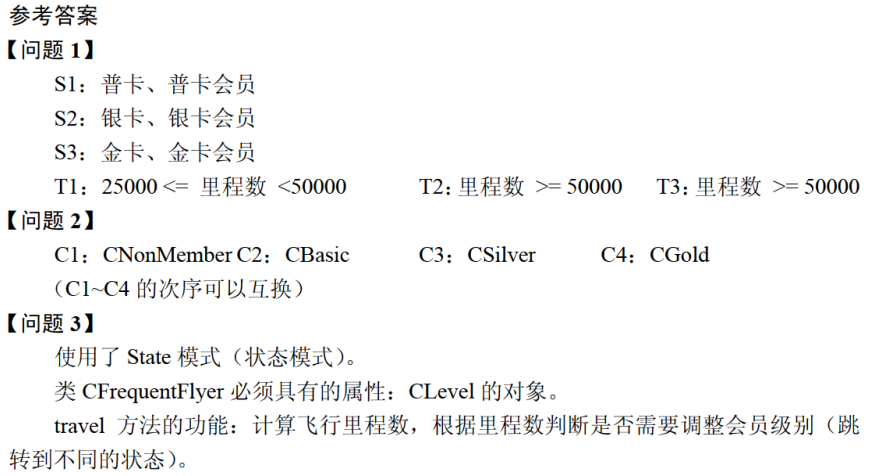 参考答案
【问题 1】
S1：普卡、普卡会员
S2：银卡、银卡会员
S3：金卡、金卡会员
T1：25000 <= 里程数 <50000 T2：里程数 >= 50000 T3：里程数 >= 50000
【问题 2】
C1：CNonMember C2：CBasic C3：CSilver C4：CGold
（C1~C4 的次序可以互换）
【问题 3】
使用了 State 模式（状态模式）。
类 CFrequentFlyer 必须具有的属性：CLevel 的对象。
travel 方法的功能：计算飞行里程数，根据里程数判断是否需要调整会员级别（跳
转到不同的状态）。